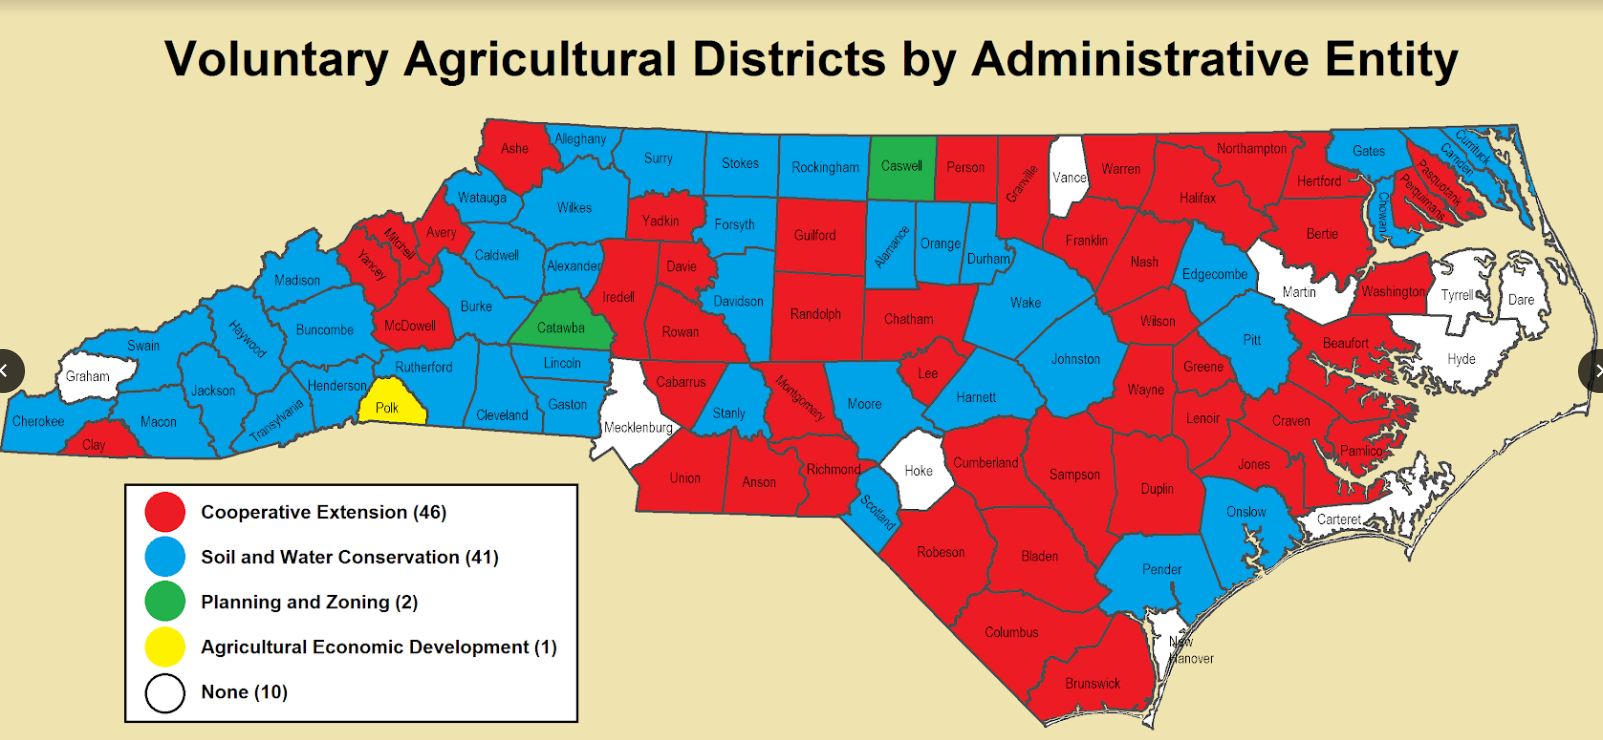 Voluntary Agricultural Districts by Administrative Entity
Ashe
Alleghany
Surry
Stokes
Rockingham
Caswell
Person
Granville
Vance
Warren
Northampton
Halifax
Hertford
Gates
Currituck
Camden
Pasquotank
Perquimans
Chowan
Watauga
Wilkes
Yadkin
Forsyth
Guilford
Alamance
Orange
Durham
Franklin
Nash
Bertie
Mitchell
Avery
Yancey
Caldwell
Alexander
Iredell
Davie
Davidson
Wake
Edgecombe
Martin
Washington
Tyrrell
Dare
Madison
Buncombe
McDowell
Burke
Catawba
Rowan
Randolph
Chatham
Johnston
Wilson
Pitt
Beaufort
Hyde
Haywood
Swain
Graham
Jackson
Henderson
Rutherford
Lincoln
Cabarrus
Stanly
Montgomery
Moore
Lee
Harnett
Wayne
Greene
Lenoir
Craven
Pamlico
Cherokee
Clay
Macon
Transylvania
Polk
Cleveland
Gaston
Mecklenburg
Union
Anson
Richmond
Scotland
Hoke
Cumberland
Sampson
Duplin
Jones
Onslow
Carteret
Robeson
Bladen
Pender
Columbus
Brunswick
New
Hanover
Cooperative Extension (46)
Soil and Water Conservation (41)
Planning and Zoning (2)
Agricultural Economic Development (1)
None (10)